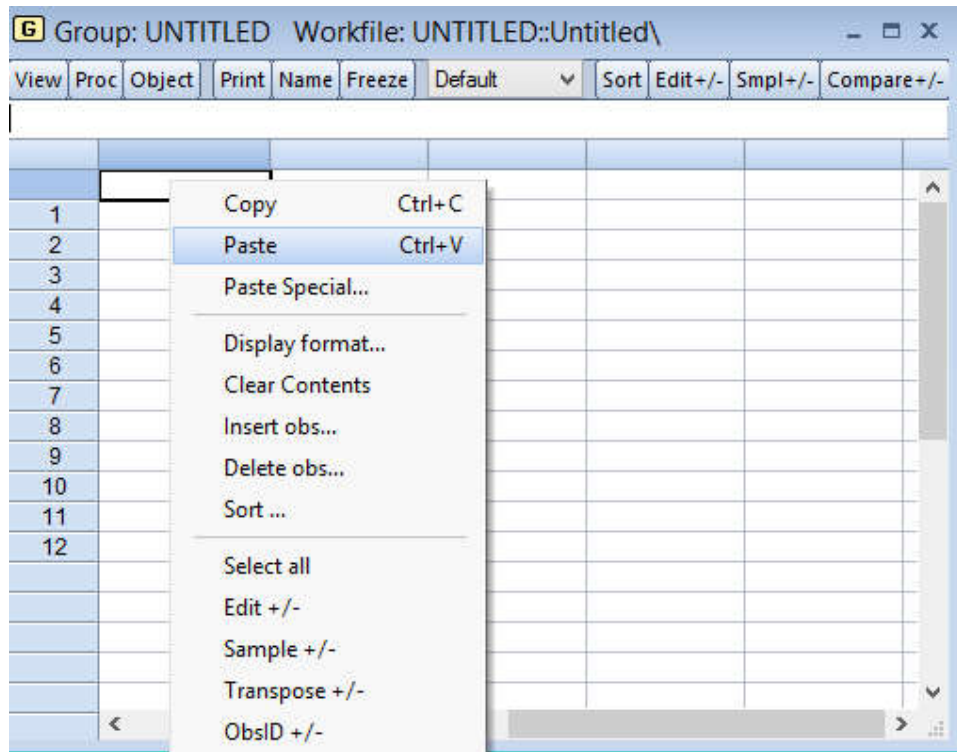 G Group: UNTITLED Workfile: UNTITLED::Untitled\
View Proc Object Print Name Freeze Default Sort Edit+/- Smpl+/- Compare+/-
1
2
3
4
5
6
7
8
9
10
11
12
Copy Ctrl+C
Paste Ctrl+V
Paste Special...
Display format...
Clear Contents
Insert obs...
Delete obs...
Sort ...
Select all
Edit +/-
Sample +/-
Transpose +/-
ObsID +/-